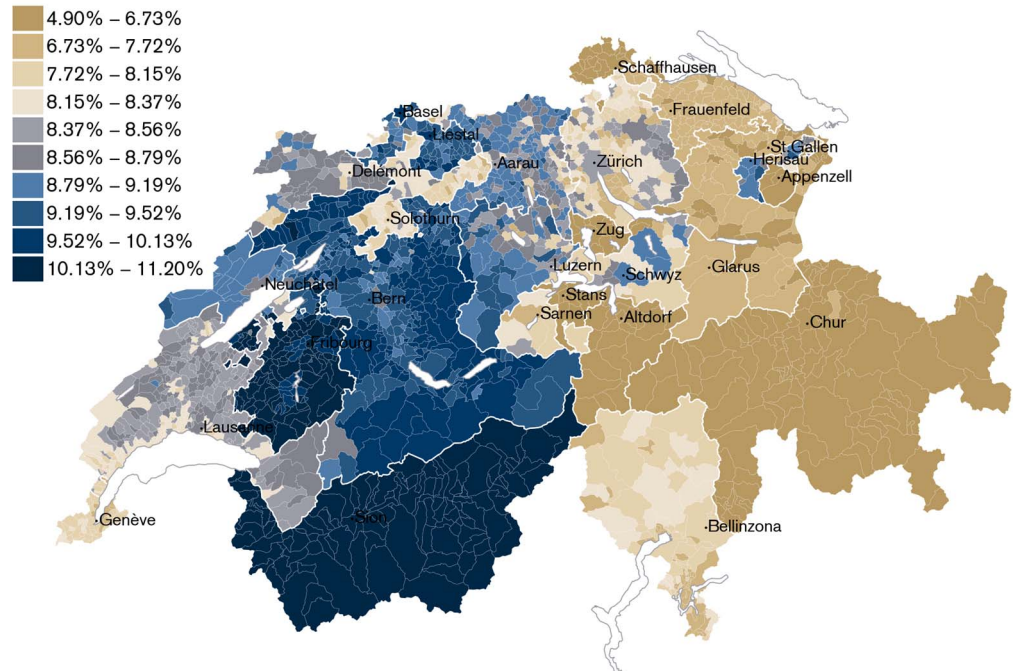 4.90% – 6.73%
6.73% – 7.72%
7.72% – 8.15%
8.15% – 8.37%
8.37% – 8.56%
8.56% – 8.79%
8.79% – 9.19%
9.19% – 9.52%
9.52% – 10.13%
10.13% – 11.20%
Schaffhausen
Basel
Frauenfeld
Liestal
St.Gallen
Herisau
Aarau
Zürich
Delémont
Appenzell
Solothurn
Zug
Luzern
Glarus
Schwyz
Neuchâtel
Stans
Bern
Sarnen
Altdorf
Chur
Fribourg
Lausanne
Sion
Genève
Bellinzona